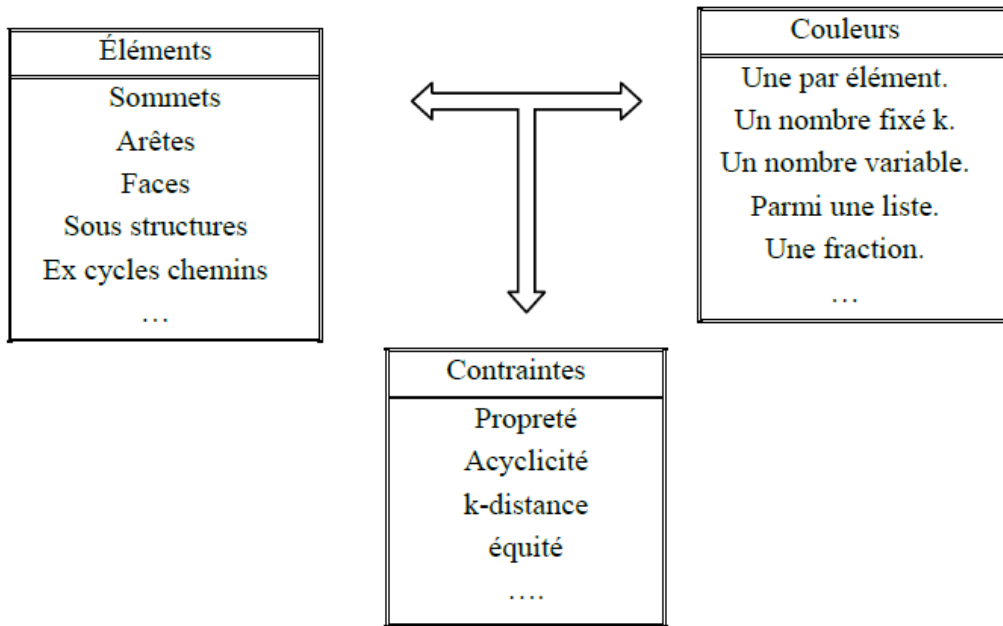 Éléments
Sommets
Arêtes
Faces
Sous structures
Ex cycles chemins
…
Couleurs
Une par élément.
Un nombre fixé k.
Un nombre variable.
Parmi une liste.
Une fraction.
…
Contraintes
Propreté
Acyclicité
k-distance
équité
….